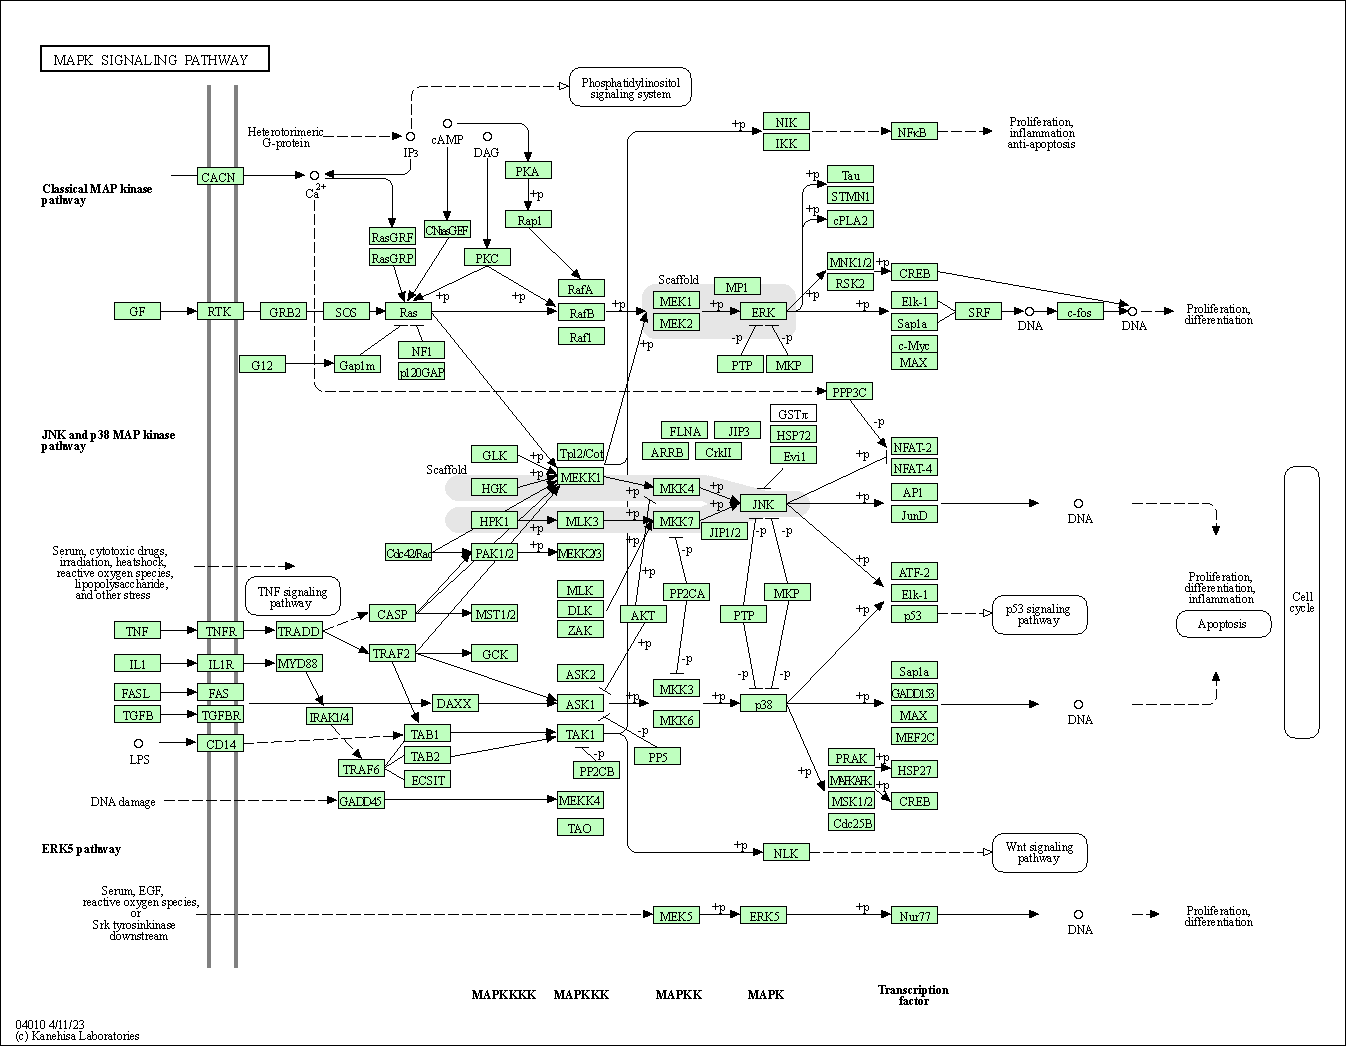 MAPK SIGNALING PATHWAY
Phosphatidylinositol
signaling system
Heterotorimeric
G-protein
IP3
cAMP
DAG
NIK
IKK
+p
NFκB
Proliferation,
inflammation
anti-apoptosis
Classical MAP kinase
pathway
CACN
Ca2+
PKA
+p
Rap1
Tau
STMN1
cPLA2
+p
+p
RasGRF
RasGRP
PKC
MNK1/2
RSK2
+p
+p
CREB
Scaffold
MP1
RafA
RafB
Raf1
GF
RTK
GRB2
SOS
Ras
+p
+p
+p
MEK1
MEK2
+p
ERK
+p
Elk-1
Sap1a
c-Myc
MAX
SRF
DNA
c-fos
DNA
Proliferation,
differentiation
G12
Gap1m
NF1
p120GAP
+p
-p
-p
PTP
MKP
PPP3C
-p
JNK and p38 MAP kinase
pathway
GSTπ
HSP72
Evi1
FLNA
JIP3
ARRB
CrkII
NFAT-2
NFAT-4
+p
Scaffold
GLK
HGK
HPK1
+p
+p
+p
Tpl2/Cot
MEKK1
MLK3
+p
+p
MKK4
MKK7
+p
+p
JNK
JIP1/2
+p
AP1
JunD
DNA
Cdc42/Rac
PAK1/2
+p
MEKK2/3
+p
-p
-p
-p
+p
Serum, cytotoxic drugs,
irradiation, heatshock,
reactive oxygen species,
lipopolysaccharide,
and other stress
TNF signaling
pathway
MLK
DLK
ZAK
+p
AKT
PP2CA
PTP
MKP
ATF-2
Elk-1
p53
+p
p53 signaling
pathway
Proliferation,
differentiation,
inflammation
Apoptosis
Cell
cycle
CASP
MST1/2
TNF
TNFR
TRADD
TRAF2
GCK
+p
IL1
IL1R
MYD88
ASK2
-p
-p
-p
MKK3
MKK6
FASL
FAS
DAXX
ASK1
+p
+p
p38
+p
Sap1a
GADD153
MAX
MEF2C
DNA
TGFB
TGFBR
IRAK1/4
TAB1
TAK1
LPS
CD14
TAB2
TRAF6
ECSIT
-p
-p
PP2CB
PP5
+p
PRAK
MAPKAPK
MSK1/2
Cdc25B
+p
+p
HSP27
CREB
DNA damage
GADD45
MEKK4
TAO
ERK5 pathway
+p
NLK
Wnt signaling
pathway
Serum, EGF,
reactive oxygen species,
or
Srk tyrosinkinase
downstream
MEK5
+p
ERK5
+p
Nur77
DNA
Proliferation,
differentiation
MAPKKKK
MAPKKK
MAPKK
MAPK
Transcription
factor
04010 4/11/23
(c) Kanehisa Laboratories